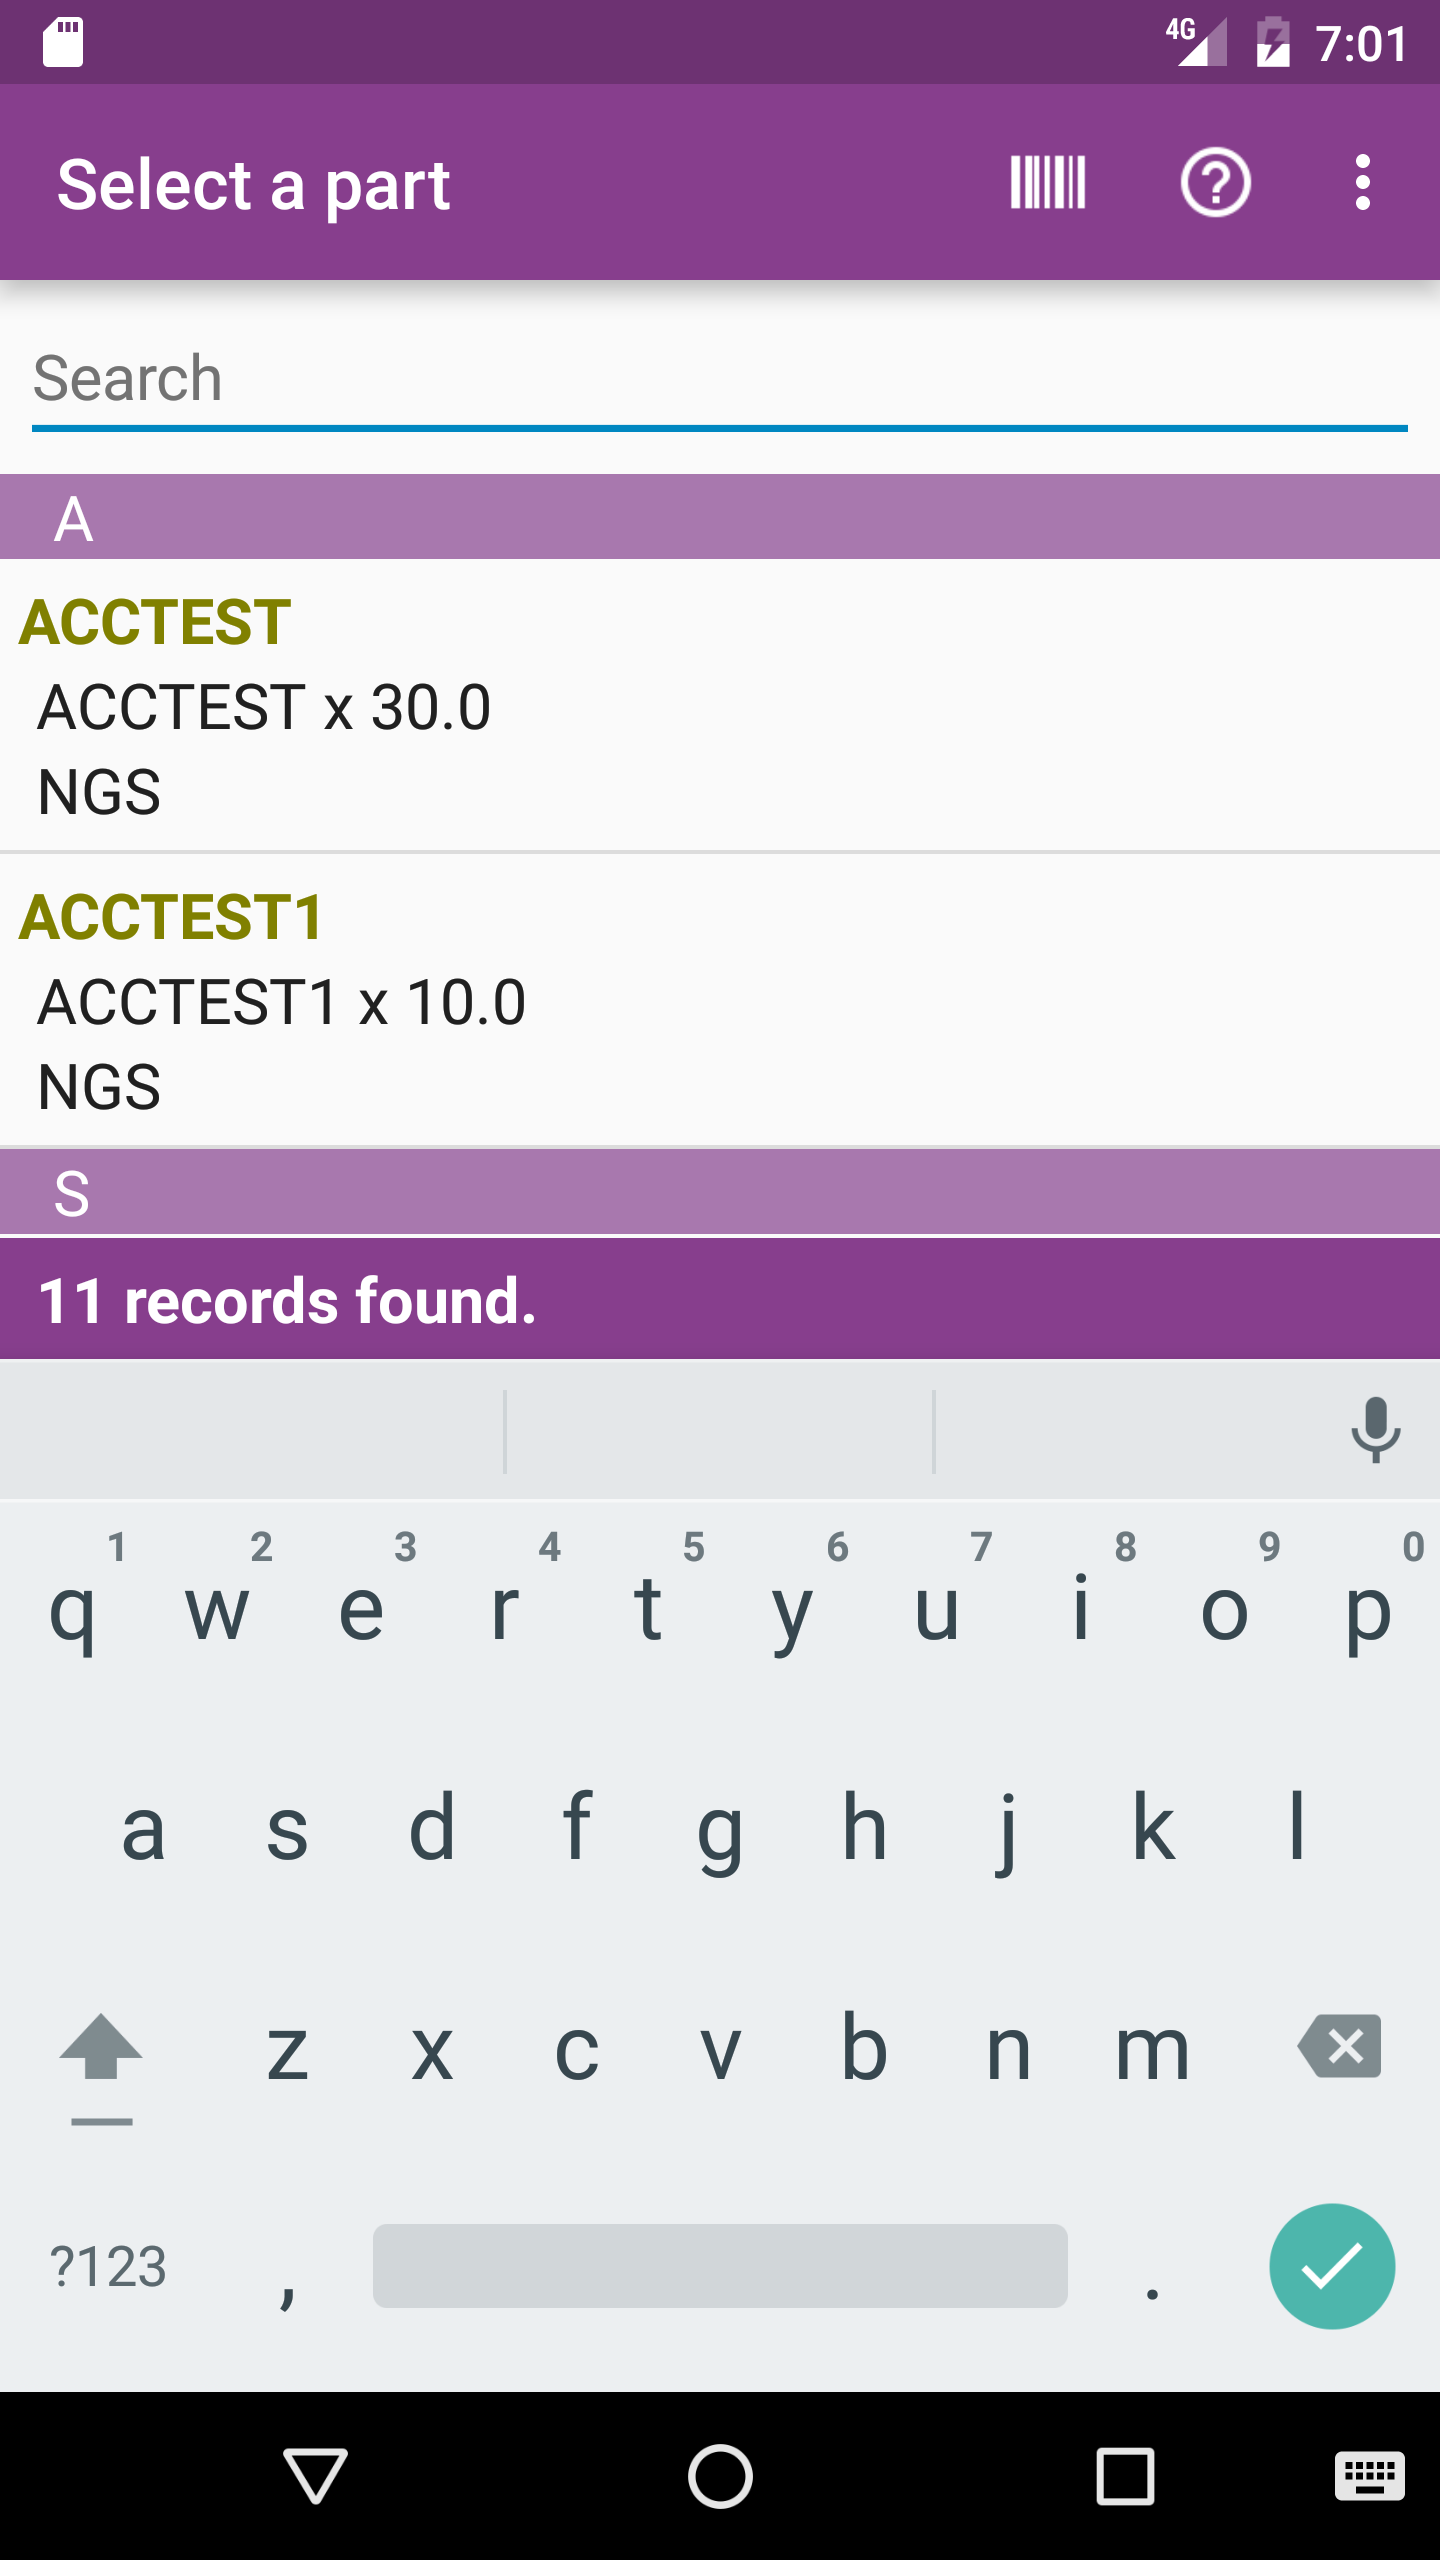 4G 7:01
Select a part
Search
A
ACCTEST
ACCTEST x 30.0
NGS
ACCTEST1
ACCTEST1 x 10.0
NGS
S
11 records found.
1 2 3 4 5 6 7 8 9 0
q w e r t y u i o p
a s d f g h j k l
z x c v b n m
?123 , .